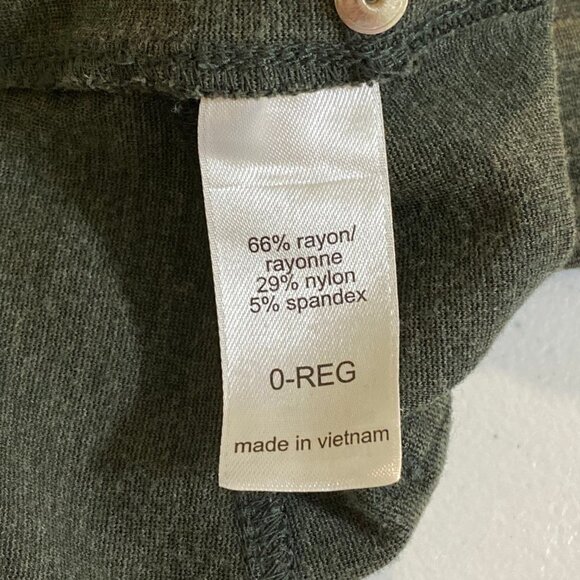 66% rayon/
rayonne
29% nylon
5% spandex
0-REG
made in vietnam